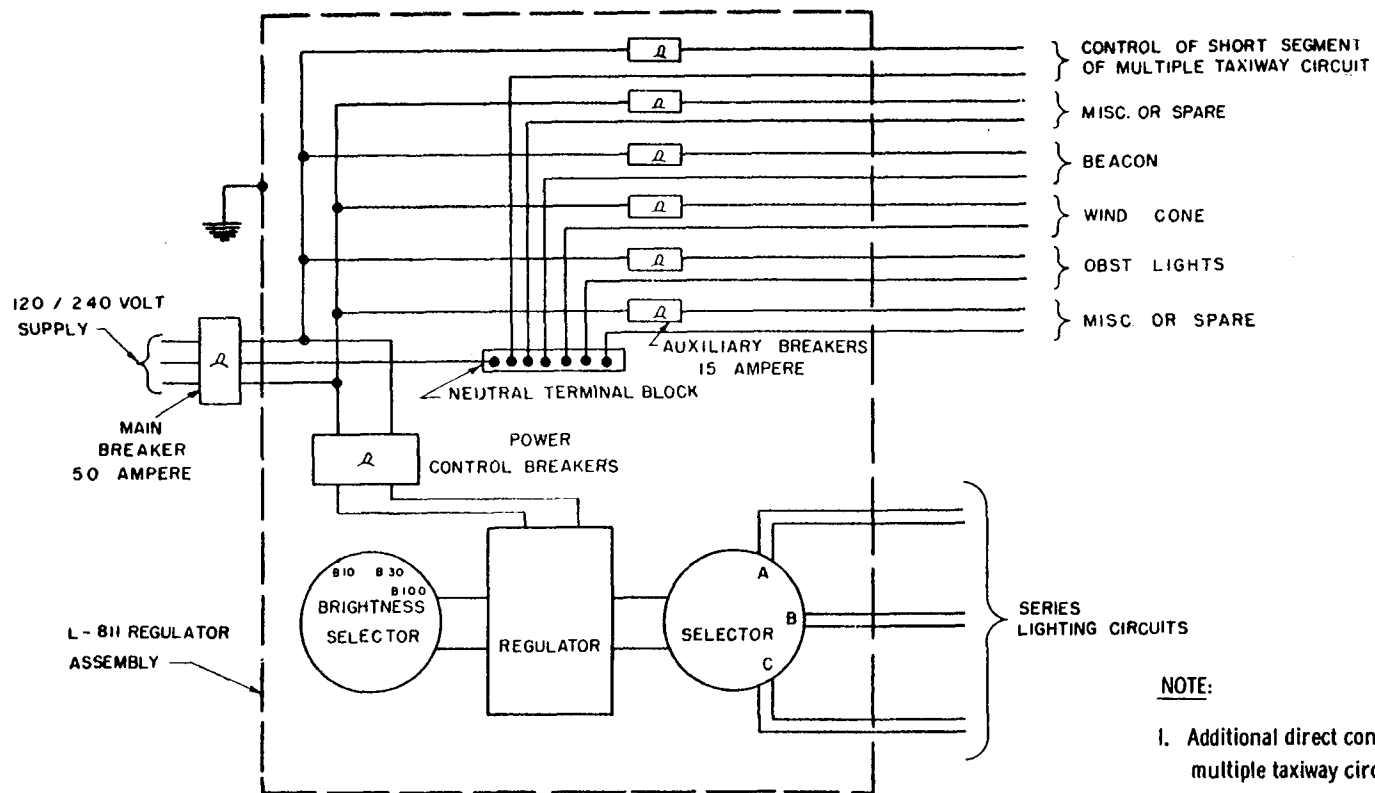 CONTROL OF SHORT SEGMENT
OF MULTIPLE TAXIWAY CIRCUIT
MISC. OR SPARE
BEACON
WIND CONE
OBST LIGHTS
MISC OR SPARE
120 / 240 VOLT
SUPPLY
AUXILIARY BREAKERS
15 AMPERE
NEUTRAL TERMINAL BLOCK
MAIN
BREAKER
50 AMPERE
POWER
CONTROL BREAKERS
B10 B30
B100
BRIGHTNESS
SELECTOR
REGULATOR
A
SELECTOR B
C
SERIES
LIGHTING CIRCUITS
L-811 REGULATOR
ASSEMBLY
NOTE:
1. Additional direct con
multiple taxiway circ